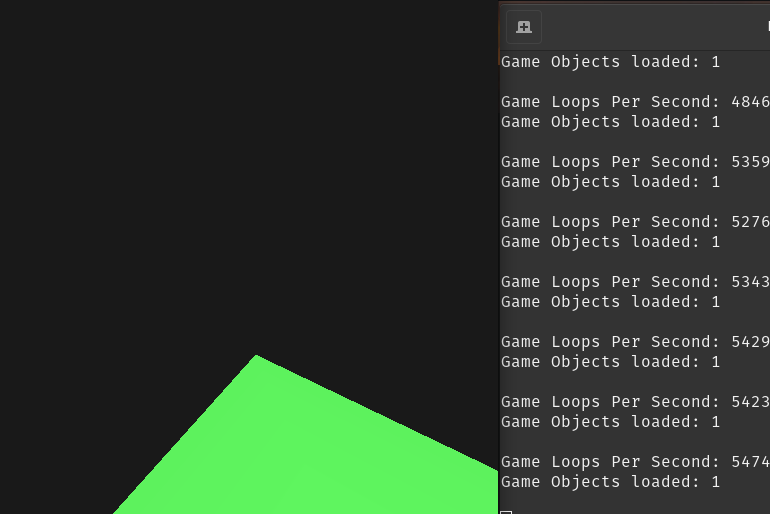 Game Objects loaded: 1
Game Loops Per Second: 4846
Game Objects loaded: 1
Game Loops Per Second: 5359
Game Objects loaded: 1
Game Loops Per Second: 5276
Game Objects loaded: 1
Game Loops Per Second: 5343
Game Objects loaded: 1
Game Loops Per Second: 5429
Game Objects loaded: 1
Game Loops Per Second: 5423
Game Objects loaded: 1
Game Loops Per Second: 5474
Game Objects loaded: 1